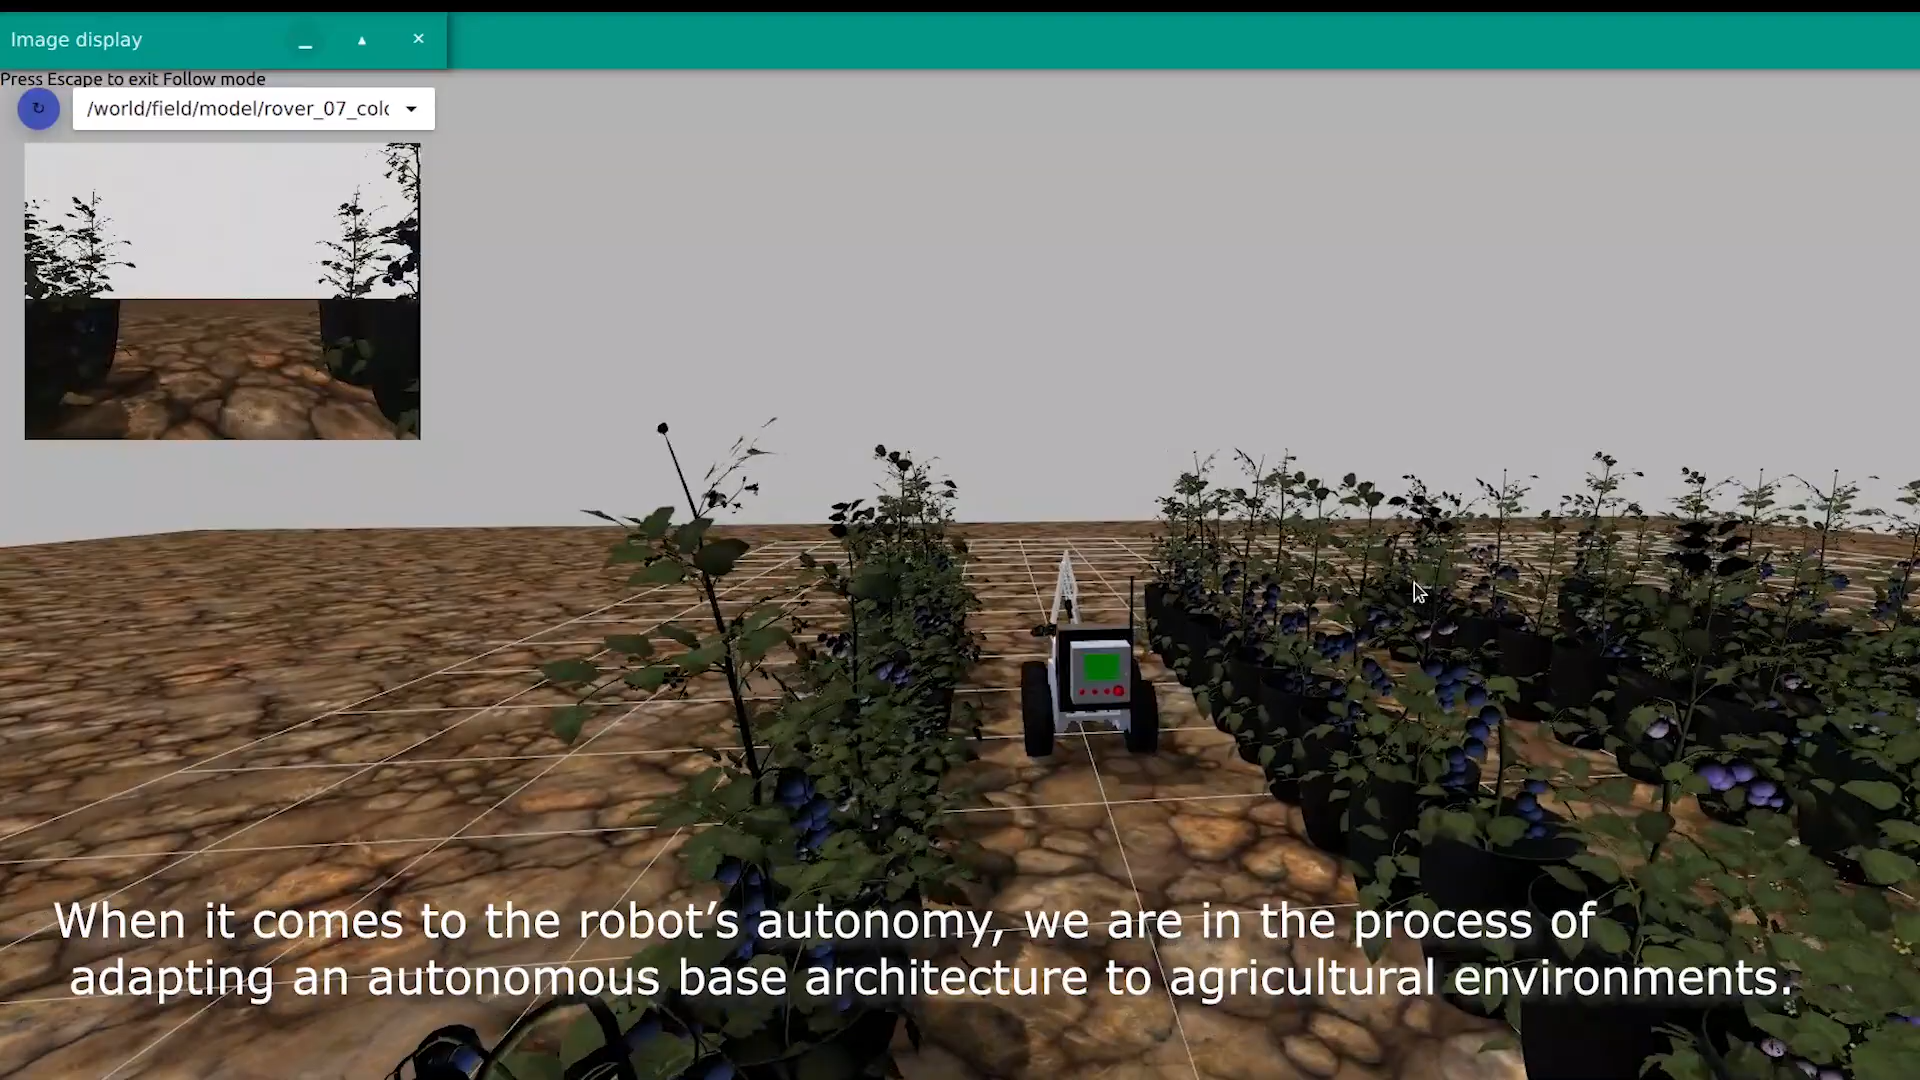 Image display
Press Escape to exit Follow mode
/world/field/model/rover_07_colo
When it comes to the robot’s autonomy, we are in the process of
adapting an autonomous base architecture to agricultural environments.